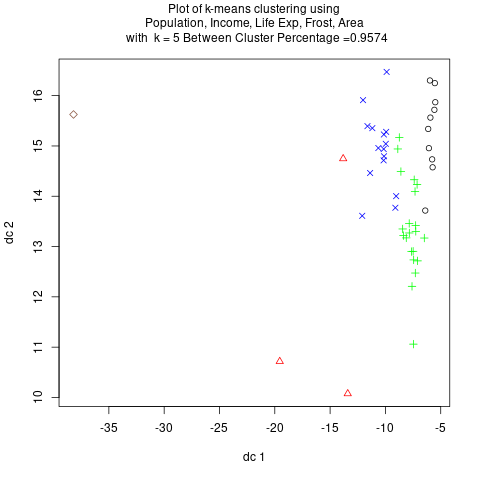 Plot of k-means clustering using
Population, Income, Life Exp, Frost, Area
with  k = 5 Between Cluster Percentage =0.9574
16
15
14
13
12
11
10
dc 2
-35
-30
-25
-20
-15
-10
-5
dc 1